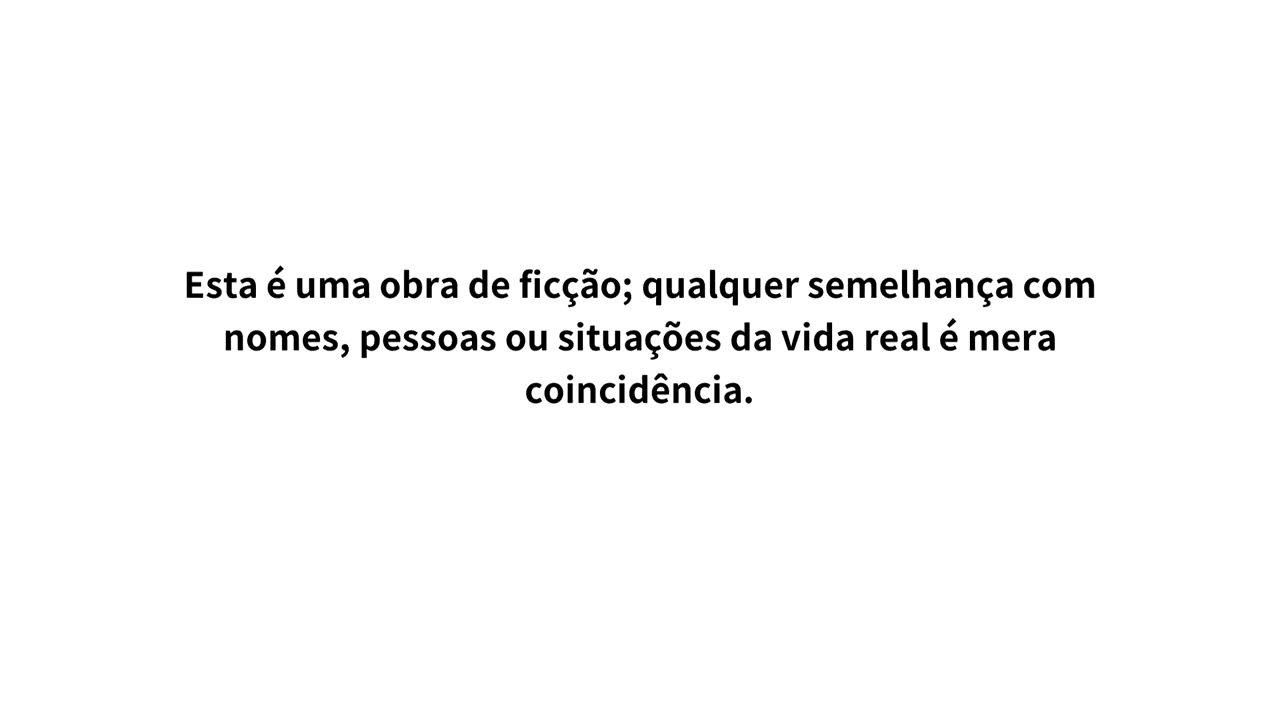 Esta é uma obra de ficção; qualquer semelhança com
nomes, pessoas ou situações da vida real é mera
coincidência.